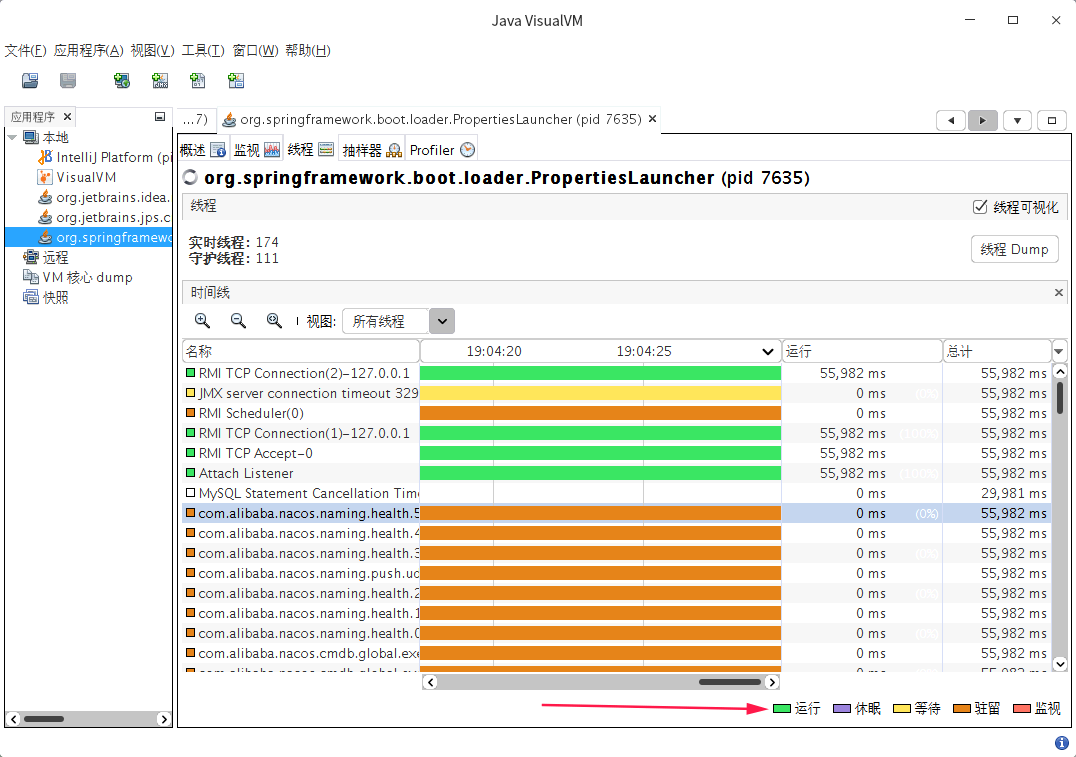 Java VisualVM
文件(F) 应用程序(A) 视图(V) 工具(T) 窗口(W) 帮助(H)
应用程序
本地
IntelliJ Platform (pi
VisualVM
org.jetbrains.idea.
org.jetbrains.jps.c
org.springframewo
远程
VM 核心 dump
快照
...7) org.springframework.boot.loader.PropertiesLauncher (pid 7635)
概述 监视 线程 抽样器 Profiler
org.springframework.boot.loader.PropertiesLauncher (pid 7635)
线程 线程可视化
实时线程: 174
守护线程: 111
线程 Dump
时间线
视图: 所有线程
名称 19:04:20 19:04:25 运行 总计
RMI TCP Connection(2)-127.0.0.1 55,982 ms 55,982 ms
JMX server connection timeout 329 0 ms (0%) 55,982 ms
RMI Scheduler(0) 0 ms 55,982 ms
RMI TCP Connection(1)-127.0.0.1 55,982 ms (100%) 55,982 ms
RMI TCP Accept-0 55,982 ms 55,982 ms
Attach Listener 55,982 ms (100%) 55,982 ms
MySQL Statement Cancellation Time 0 ms 29,981 ms
com.alibaba.nacos.naming.health.5 0 ms (0%) 55,982 ms
com.alibaba.nacos.naming.health.4 0 ms 55,982 ms
com.alibaba.nacos.naming.health.3 0 ms (0%) 55,982 ms
com.alibaba.nacos.naming.push.ud 0 ms 55,982 ms
com.alibaba.nacos.naming.health.2 0 ms (0%) 55,982 ms
com.alibaba.nacos.naming.health.1 0 ms 55,982 ms
com.alibaba.nacos.naming.health.0 0 ms (0%) 55,982 ms
com.alibaba.nacos.cmdb.global.exe 0 ms 55,982 ms
运行 休眠 等待 驻留 监视